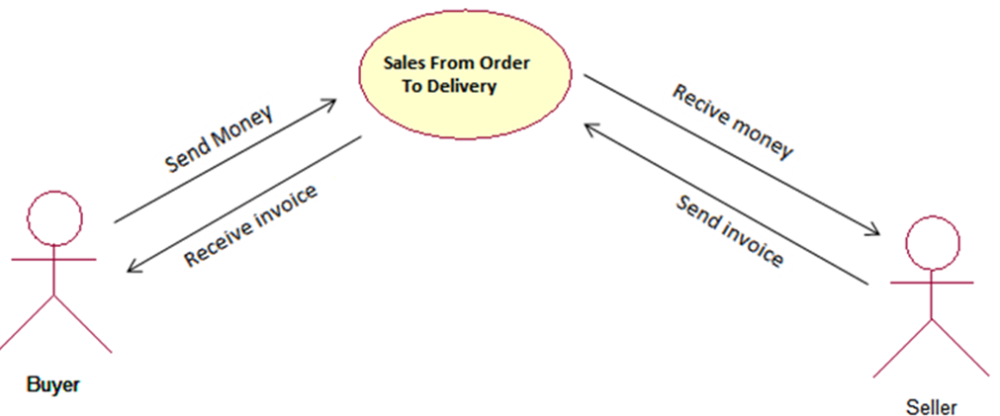 Sales From Order
To Delivery
Send Money
Receive invoice
Recive money
Send invoice
Buyer
Seller